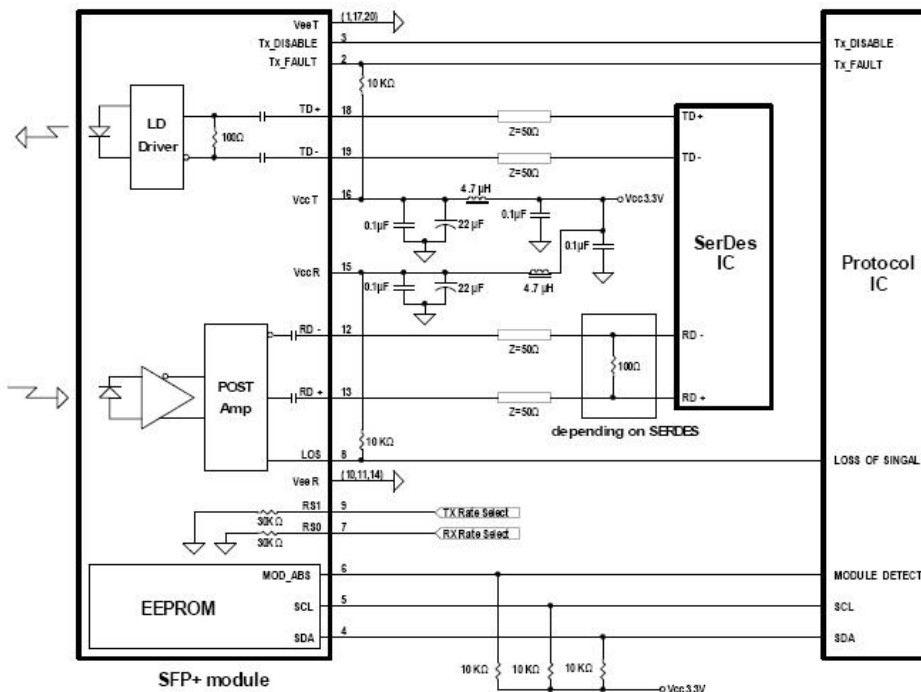 VeeT (1,17,20)
Tx_DISABLE 3 Tx_DISABLE
Tx_FAULT 2 Tx_FAULT
10 KΩ
LD Driver
100Ω
TD+ 18 Z=50Ω TD+
TD- 19 Z=50Ω TD-
VccT 16 4.7 µH Vcc3.3V
0.1µF 22 µF 0.1µF 0.1µF
SerDes IC
Protocol IC
VccR 15
0.1µF 22 µF 4.7 µH
POST Amp
RD - 12 Z=50Ω RD -
100Ω
RD + 13 Z=50Ω RD +
depending on SERDES
10 KΩ
LOS 8 LOSS OF SINGAL
VeeR (10,11,14)
RS1 9 TX Rate Select
30KΩ
RS0 7 RX Rate Select
30KΩ
EEPROM
MOD_ABS 6 MODULE DETECT
SCL 5 SCL
SDA 4 SDA
10 KΩ 10 KΩ 10 KΩ
Vcc3.3V
SFP+ module